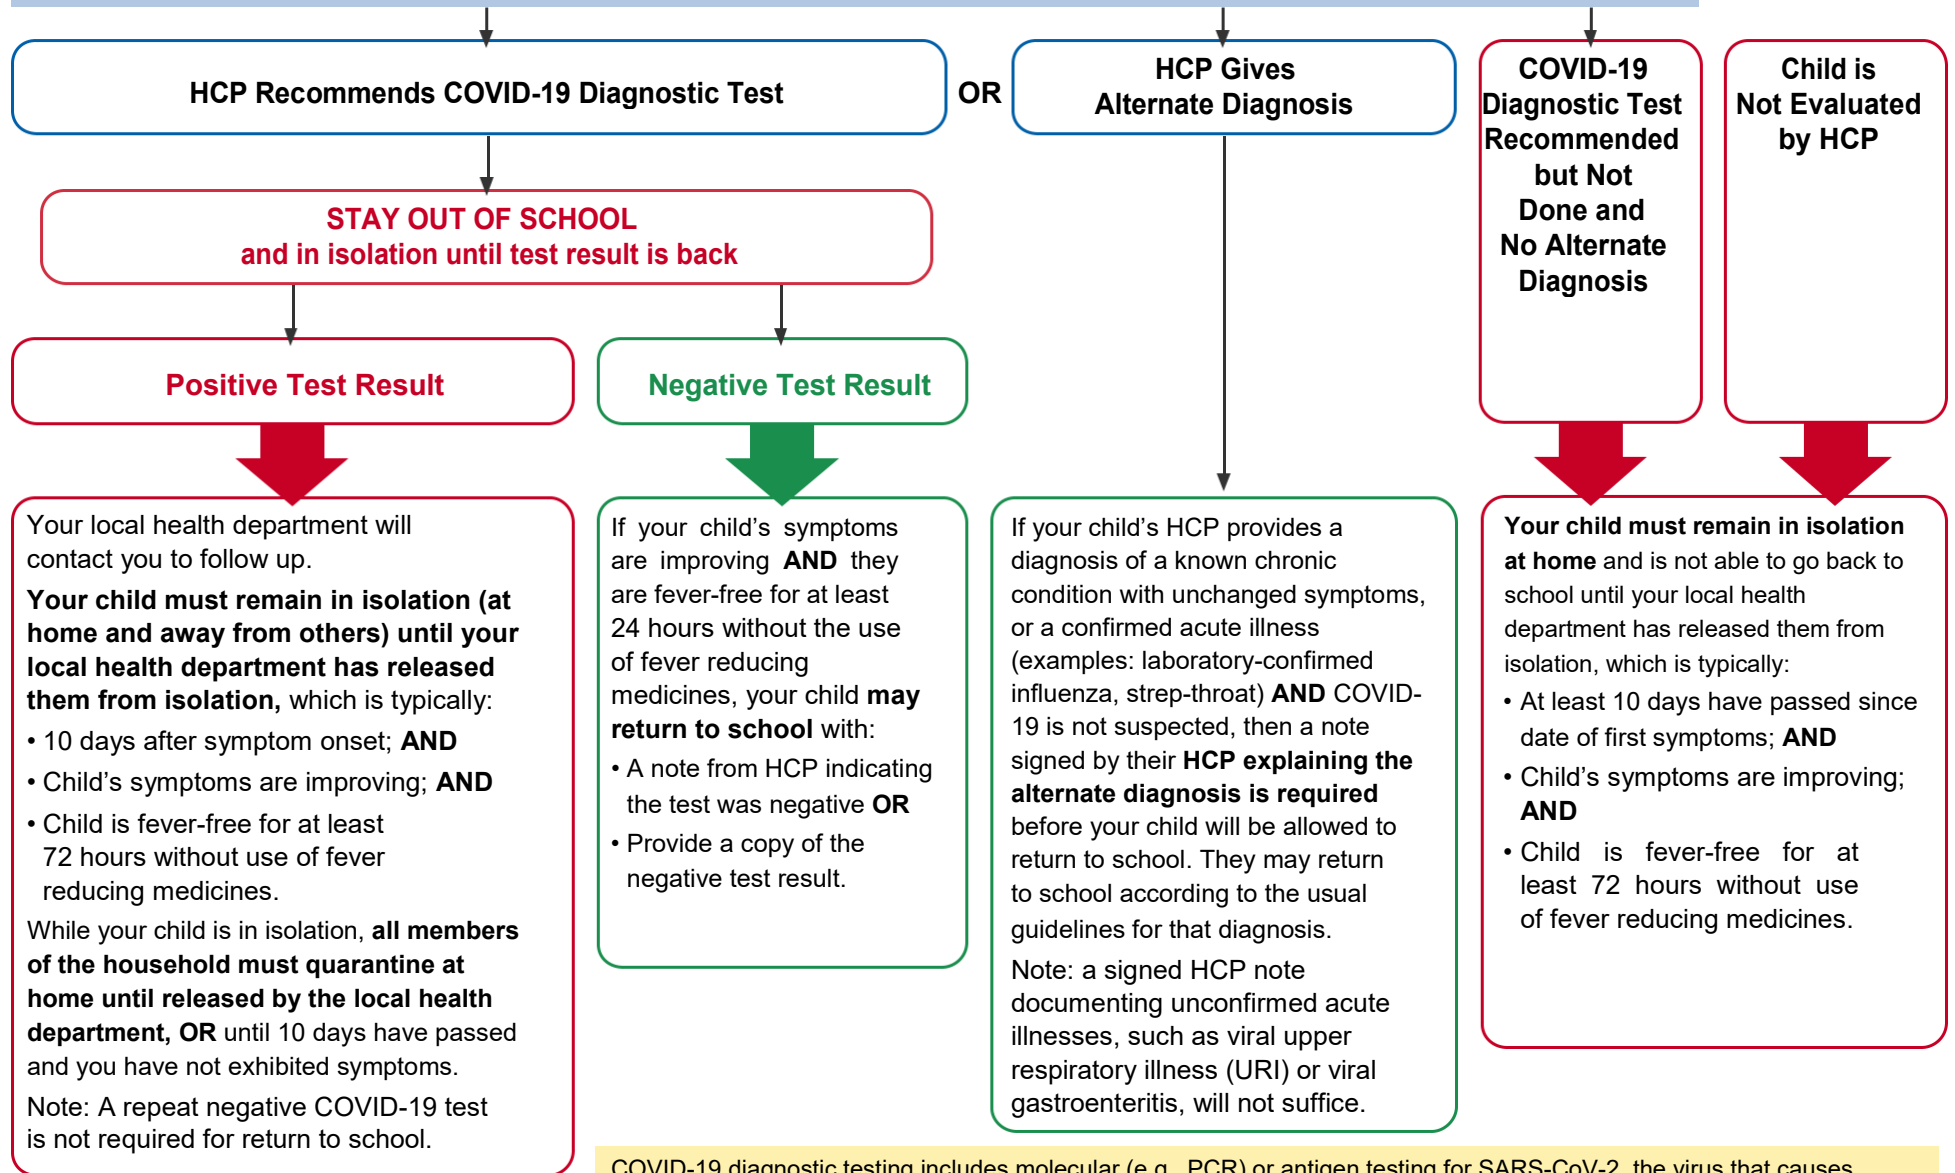 HCP Recommends COVID-19 Diagnostic Test
OR
HCP Gives
Alternate Diagnosis
COVID-19
Diagnostic Test
Recommended
but Not
Done and
No Alternate
Diagnosis
Child is
Not Evaluated
by HCP
STAY OUT OF SCHOOL
and in isolation until test result is back
Positive Test Result
Negative Test Result
Your local health department will
contact you to follow up.
Your child must remain in isolation (at
home and away from others) until your
local health department has released
them from isolation, which is typically:
• 10 days after symptom onset; AND
• Child’s symptoms are improving; AND
• Child is fever-free for at least
72 hours without use of fever
reducing medicines.
While your child is in isolation, all members
of the household must quarantine at
home until released by the local health
department, OR until 10 days have passed
and you have not exhibited symptoms.
Note: A repeat negative COVID-19 test
is not required for return to school.
If your child’s symptoms
are improving AND they
are fever-free for at least
24 hours without the use
of fever reducing
medicines, your child may
return to school with:
• A note from HCP indicating
the test was negative OR
• Provide a copy of the
negative test result.
If your child’s HCP provides a
diagnosis of a known chronic
condition with unchanged symptoms,
or a confirmed acute illness
(examples: laboratory-confirmed
influenza, strep-throat) AND COVID-
19 is not suspected, then a note
signed by their HCP explaining the
alternate diagnosis is required
before your child will be allowed to
return to school. They may return
to school according to the usual
guidelines for that diagnosis.
Note: a signed HCP note
documenting unconfirmed acute
illnesses, such as viral upper
respiratory illness (URI) or viral
gastroenteritis, will not suffice.
Your child must remain in isolation
at home and is not able to go back to
school until your local health
department has released them from
isolation, which is typically:
• At least 10 days have passed since
date of first symptoms; AND
• Child’s symptoms are improving;
AND
• Child is fever-free for at
least 72 hours without use
of fever reducing medicines.
COVID-19 diagnostic testing includes molecular (e.g., PCR) or antigen testing for SARS-CoV-2, the virus that causes